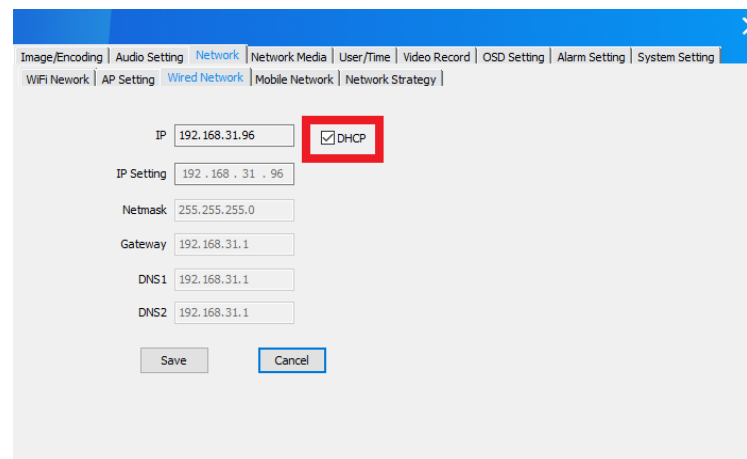 Image/Encoding Audio Setting Network Network Media User/Time Video Record OSD Setting Alarm Setting System Setting
WiFi Nework AP Setting Wired Network Mobile Network Network Strategy
IP 192.168.31.96 DHCP
IP Setting 192 . 168 . 31 . 96
Netmask 255.255.255.0
Gateway 192.168.31.1
DNS1 192.168.31.1
DNS2 192.168.31.1
Save Cancel